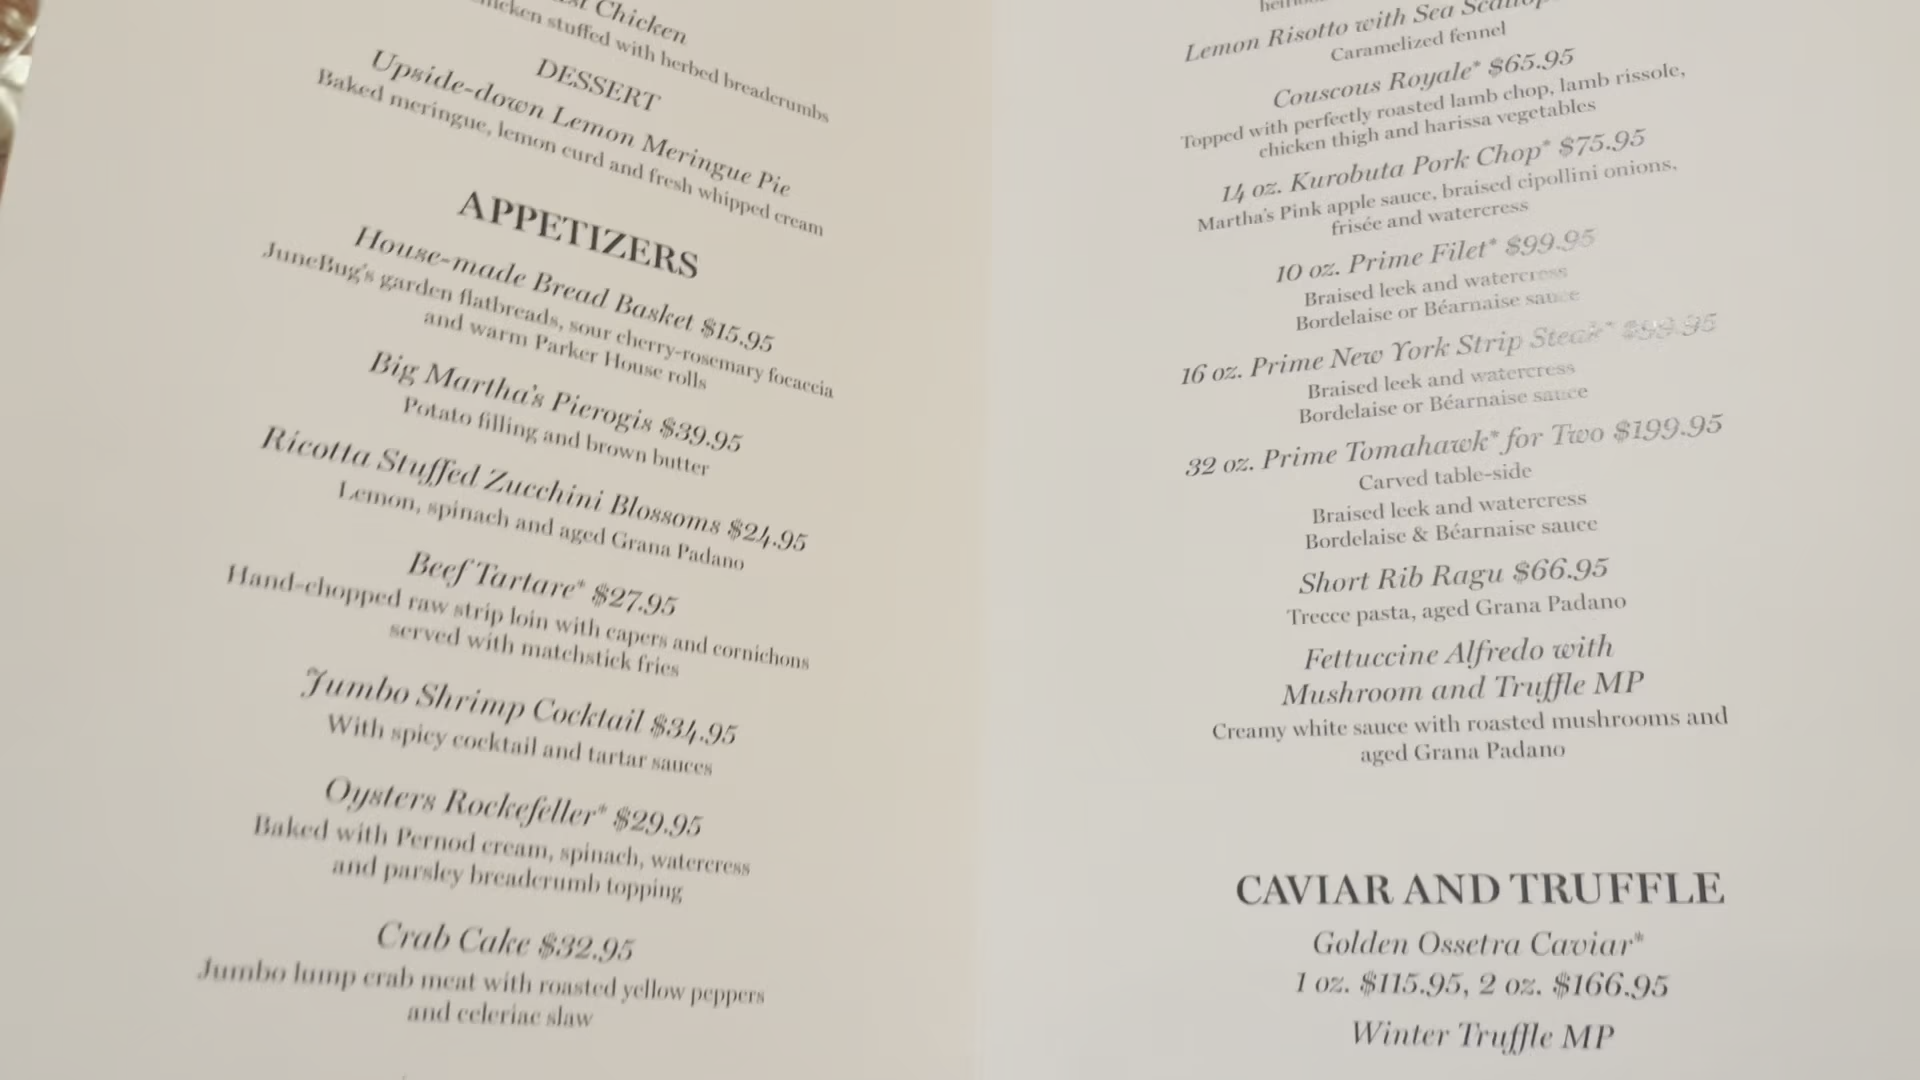 Chicken
stuffed with herbed breadcrumbs
DESSERT
Upside-down Lemon Meringue Pie
Baked meringue, lemon curd and fresh whipped cream
APPETIZERS
House-made Bread Basket $15.95
JuneBug's garden flatbreads, sour cherry-rosemary focaccia
and warm Parker House rolls
Big Martha's Pierogis $39.95
Potato filling and brown butter
Ricotta Stuffed Zucchini Blossoms $24.95
Lemon, spinach and aged Grana Padano
Beef Tartare* $27.95
Hand-chopped raw strip loin with capers and cornichons
served with matchstick fries
Jumbo Shrimp Cocktail $34.95
With spicy cocktail and tartar sauces
Oysters Rockefeller* $29.95
Baked with Pernod cream, spinach, watercress
and parsley breadcrumb topping
Crab Cake $32.95
Jumbo lump crab meat with roasted yellow peppers
and celeriac slaw
Lemon Risotto with Sea
Caramelized fennel
Couscous Royale* $65.95
Topped with perfectly roasted lamb chop, lamb rissole,
chicken thigh and harissa vegetables
14 oz. Kurobuta Pork Chop* $75.95
Martha's Pink apple sauce, braised cipollini onions,
frisée and watercress
10 oz. Prime Filet* $99.95
Braised leek and watercress
Bordelaise or Béarnaise sauce
16 oz. Prime New York Strip Steak* $99.95
Braised leek and watercress
Bordelaise or Béarnaise sauce
32 oz. Prime Tomahawk* for Two $199.95
Carved table-side
Braised leek and watercress
Bordelaise & Béarnaise sauce
Short Rib Ragu $66.95
Trecce pasta, aged Grana Padano
Fettuccine Alfredo with
Mushroom and Truffle MP
Creamy white sauce with roasted mushrooms and
aged Grana Padano
CAVIAR AND TRUFFLE
Golden Ossetra Caviar*
1 oz. $115.95, 2 oz. $166.95
Winter Truffle MP